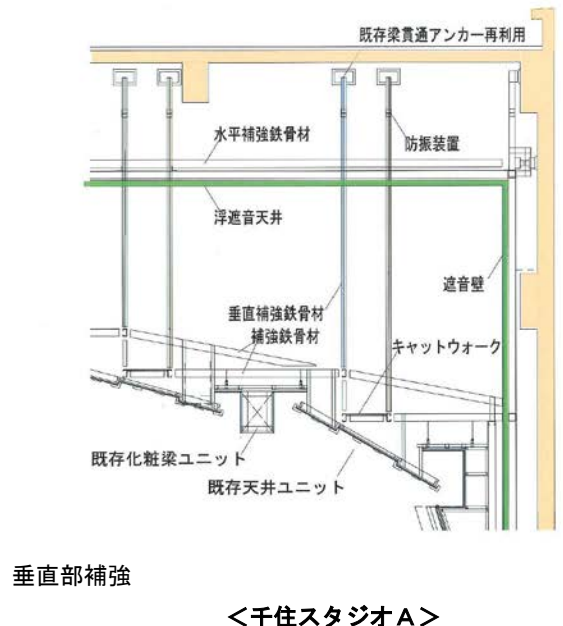 既存梁貫通アンカー再利用
水平補強鉄骨材
防振装置
浮遮音天井
遮音壁
垂直補強鉄骨材
補強鉄骨材
キャットウォーク
既存化粧梁ユニット
既存天井ユニット
垂直部補強
＜千住スタジオＡ＞